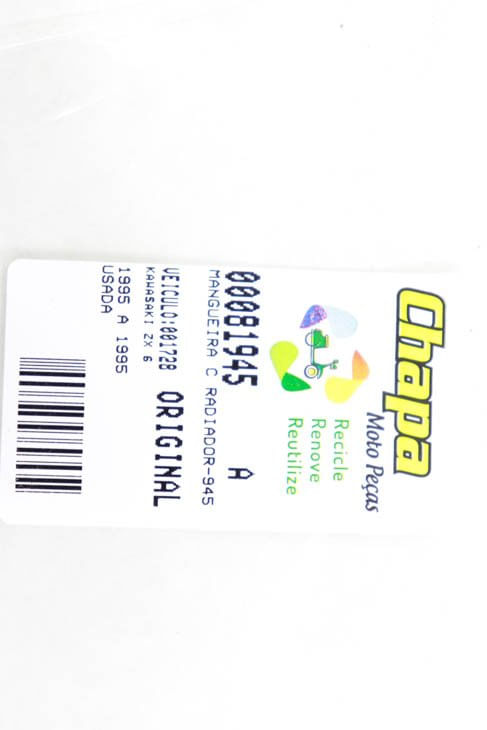 Chapa
Moto Peças
Recicle
Renove
Reutilize
00081945 A
MANGUEIRA C RADIADOR-945
VEICULO:001728 ORIGINAL
KAWASAKI ZX 6
1995 A 1995
USADA